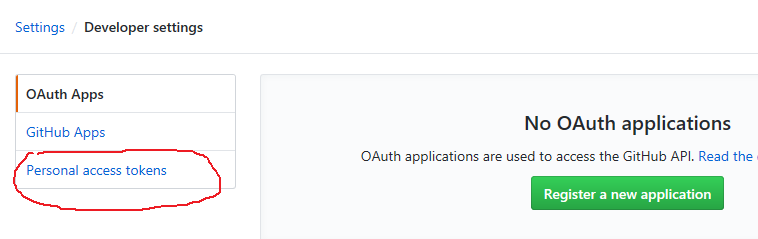 Settings / Developer settings
OAuth Apps
GitHub Apps
Personal access tokens
No OAuth applications
OAuth applications are used to access the GitHub API. Read the
Register a new application